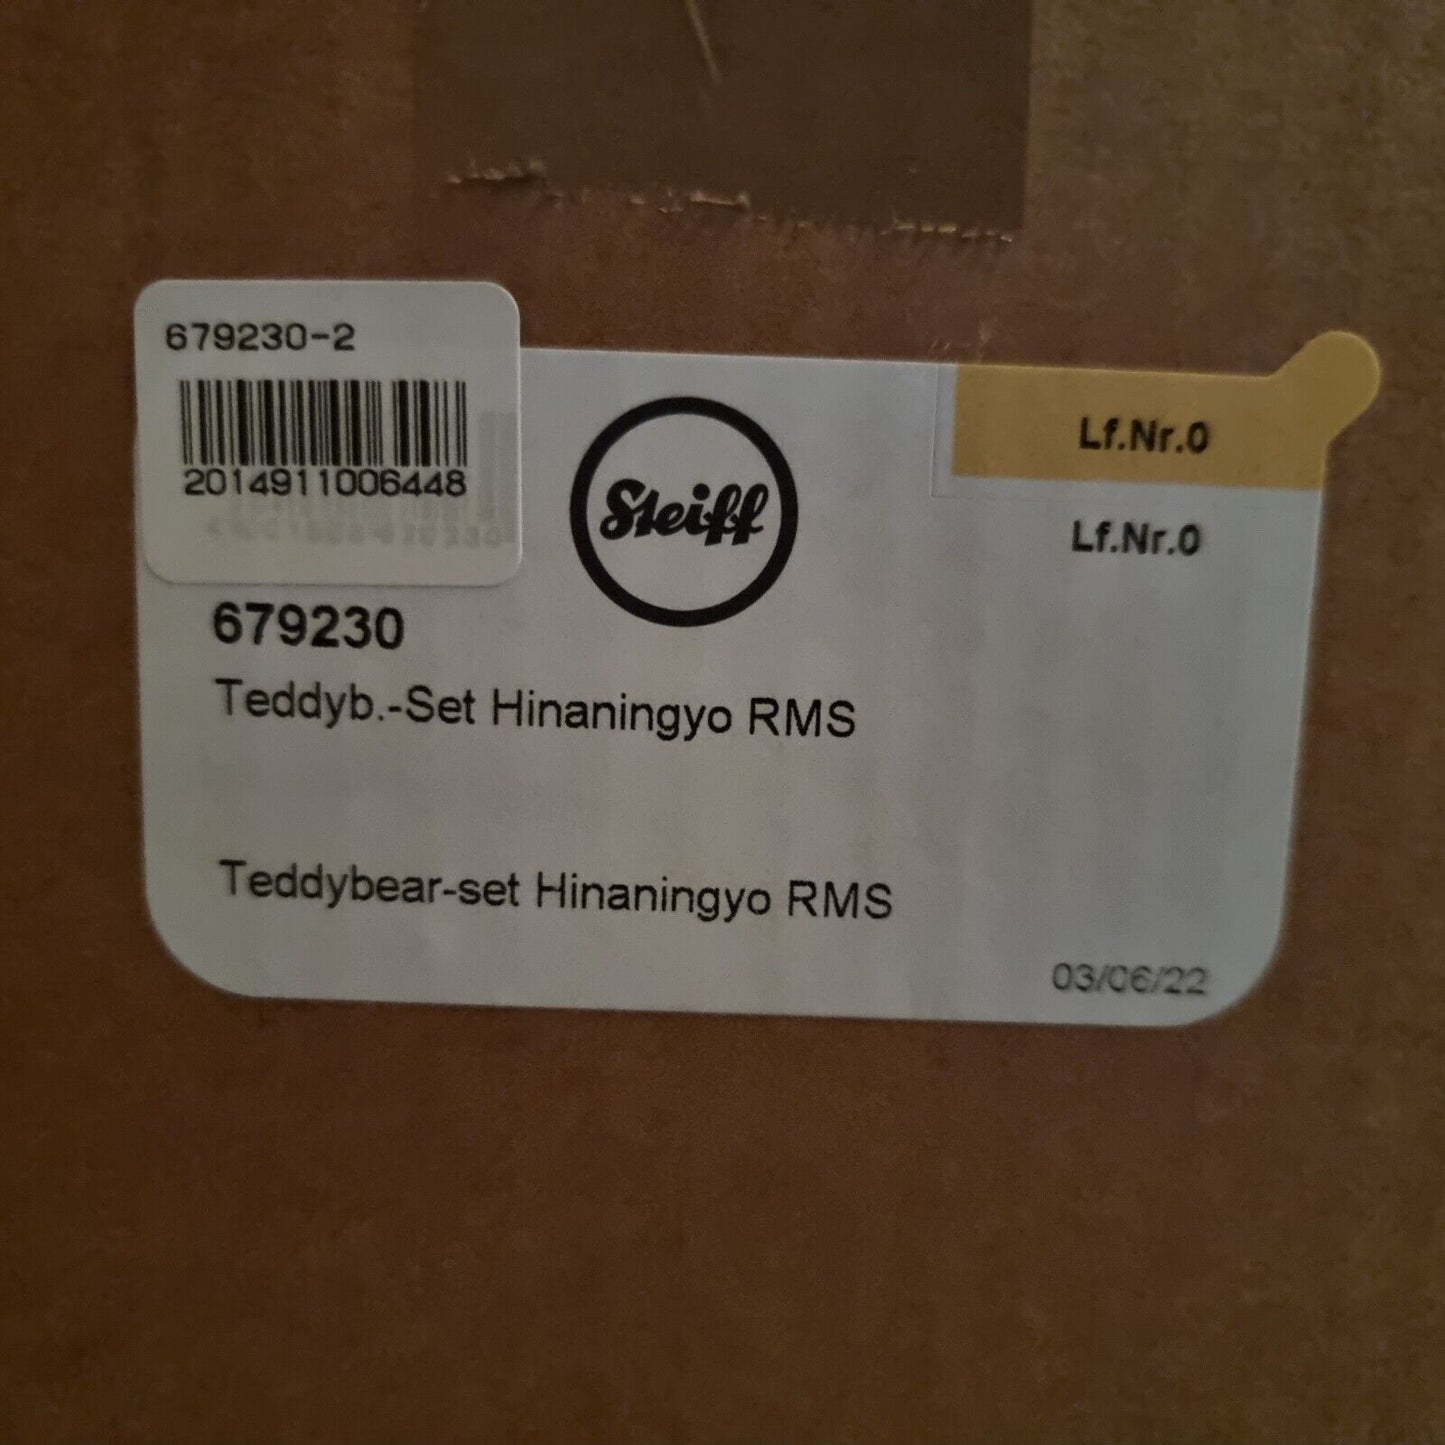 679230-2
2014911006448
Steiff
Lf.Nr.0
Lf.Nr.0
679230
Teddyb.-Set Hinaningyo RMS
Teddybear-set Hinaningyo RMS
03/06/22